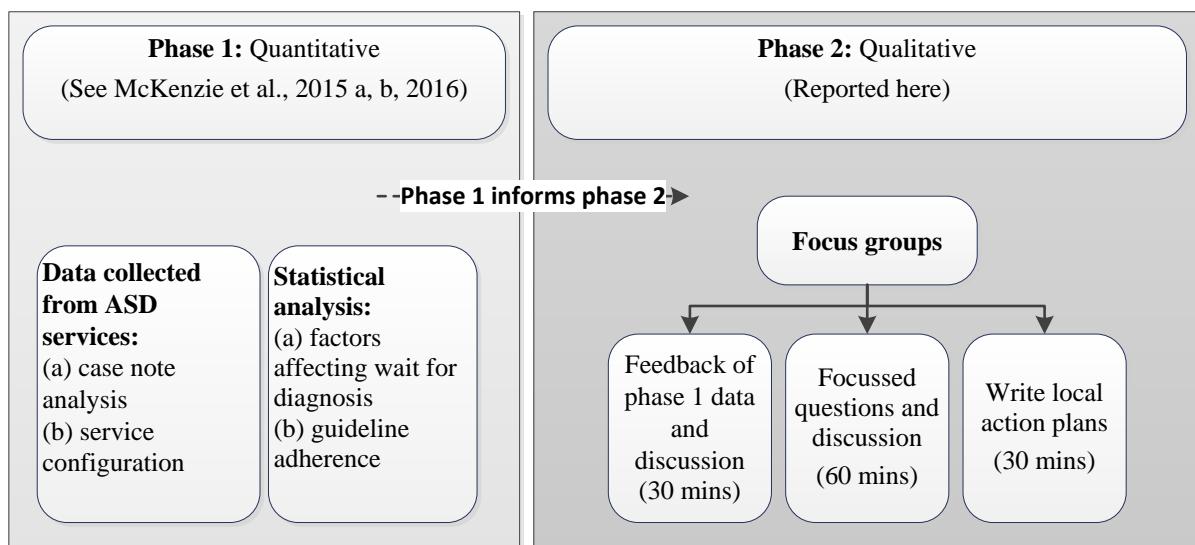 Phase 1: Quantitative
(See McKenzie et al., 2015 a, b, 2016)
Phase 2: Qualitative
(Reported here)
Phase 1 informs phase 2
Data collected
from ASD
services:
(a) case note
analysis
(b) service
configuration
Statistical
analysis:
(a) factors
affecting wait for
diagnosis
(b) guideline
adherence
Focus groups
Feedback of
phase 1 data
and
discussion
(30 mins)
Focussed
questions and
discussion
(60 mins)
Write local
action plans
(30 mins)